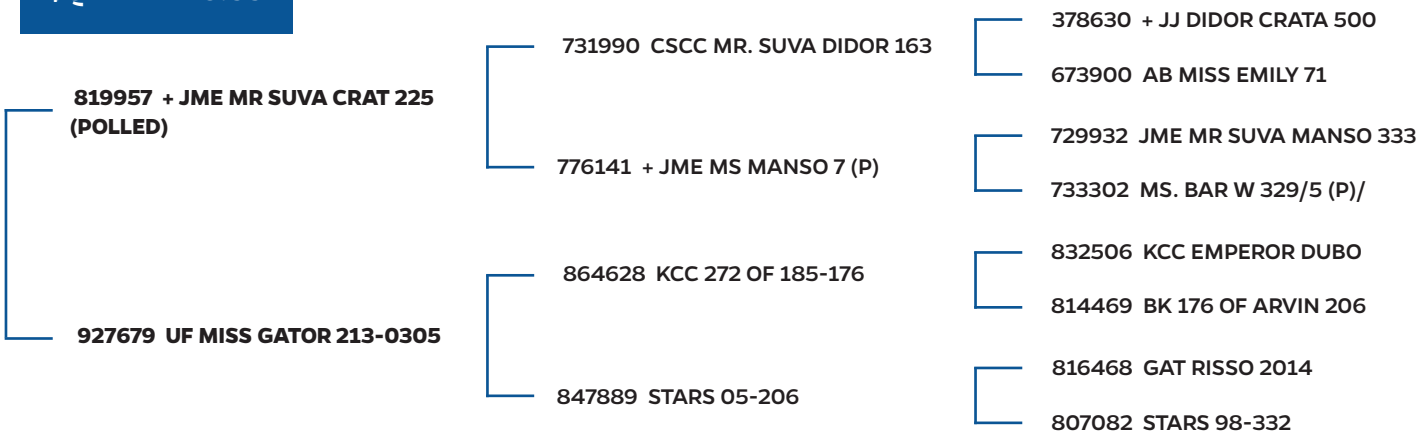 819957 + JME MR SUVA CRAT 225
(POLLED)
927679 UF MISS GATOR 213-0305
731990 CSCC MR. SUVA DIDOR 163
776141 + JME MS MANSO 7 (P)
864628 KCC 272 OF 185-176
847889 STARS 05-206
378630 + JJ DIDOR CRATA 500
673900 AB MISS EMILY 71
729932 JME MR SUVA MANSO 333
733302 MS. BAR W 329/5 (P)/
832506 KCC EMPEROR DUBO
814469 BK 176 OF ARVIN 206
816468 GAT RISSO 2014
807082 STARS 98-332